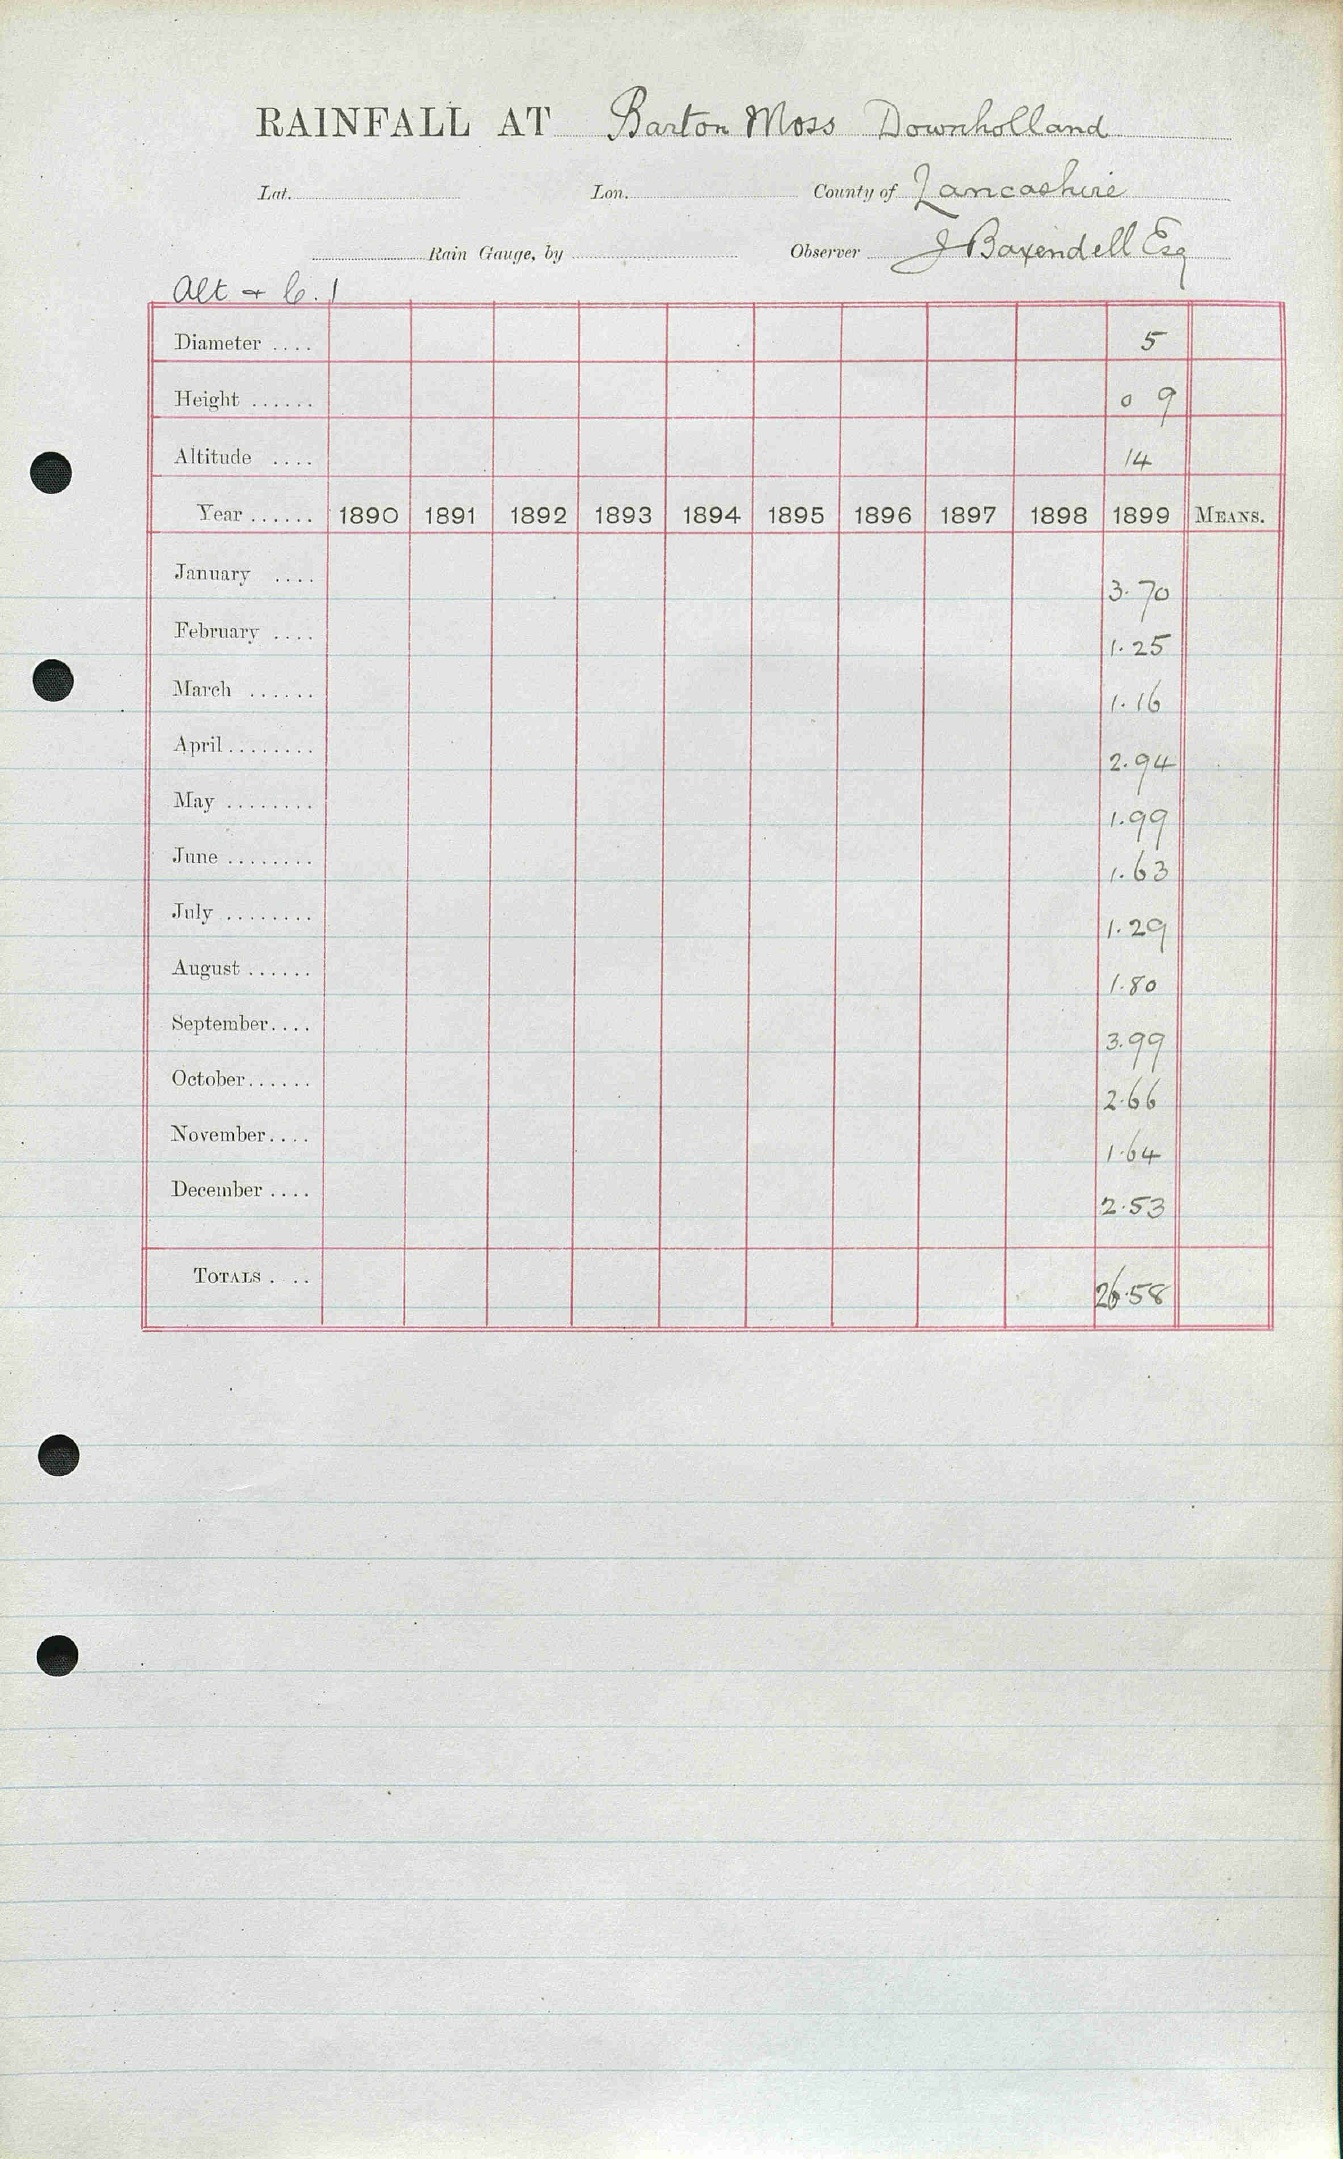 RAINFALL AT Barton Moss Downholland
Lat. Lon. County of Lancashire
Rain Gauge, by Observer J Baxendell Esq
Alt + C. 1
Diameter .... 5
Height ...... 0 9
Altitude .... 14
Year ...... 1890 1891 1892 1893 1894 1895 1896 1897 1898 1899 MEANS.
January .... 3.70
February .... 1.25
March ...... 1.16
April ........ 2.94
May ........ 1.99
June ........ 1.63
July ........ 1.29
August ...... 1.80
September.... 3.99
October...... 2.66
November.... 1.64
December .... 2.53
TOTALS . .. 26.58